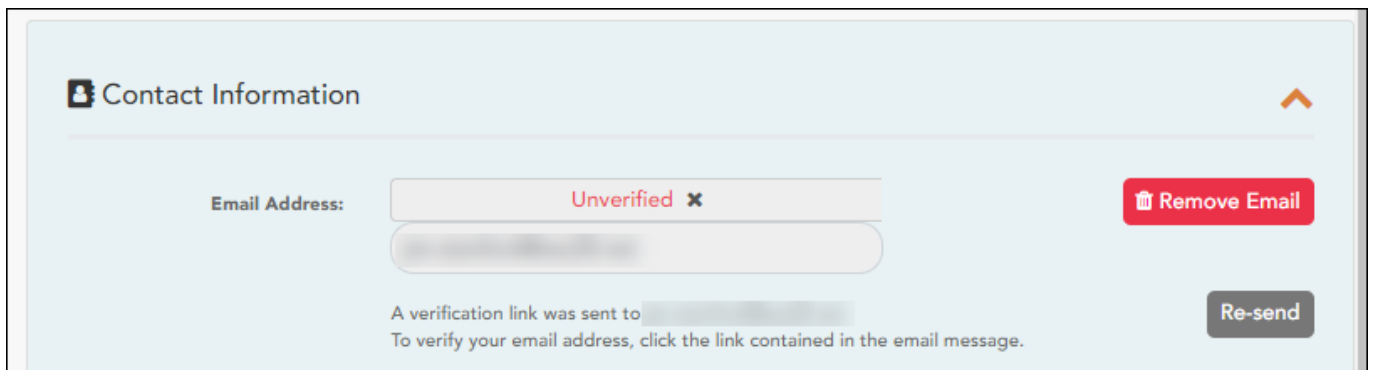 Contact Information
Email Address:
Unverified ✖
Remove Email
A verification link was sent to
Re-send
To verify your email address, click the link contained in the email message.